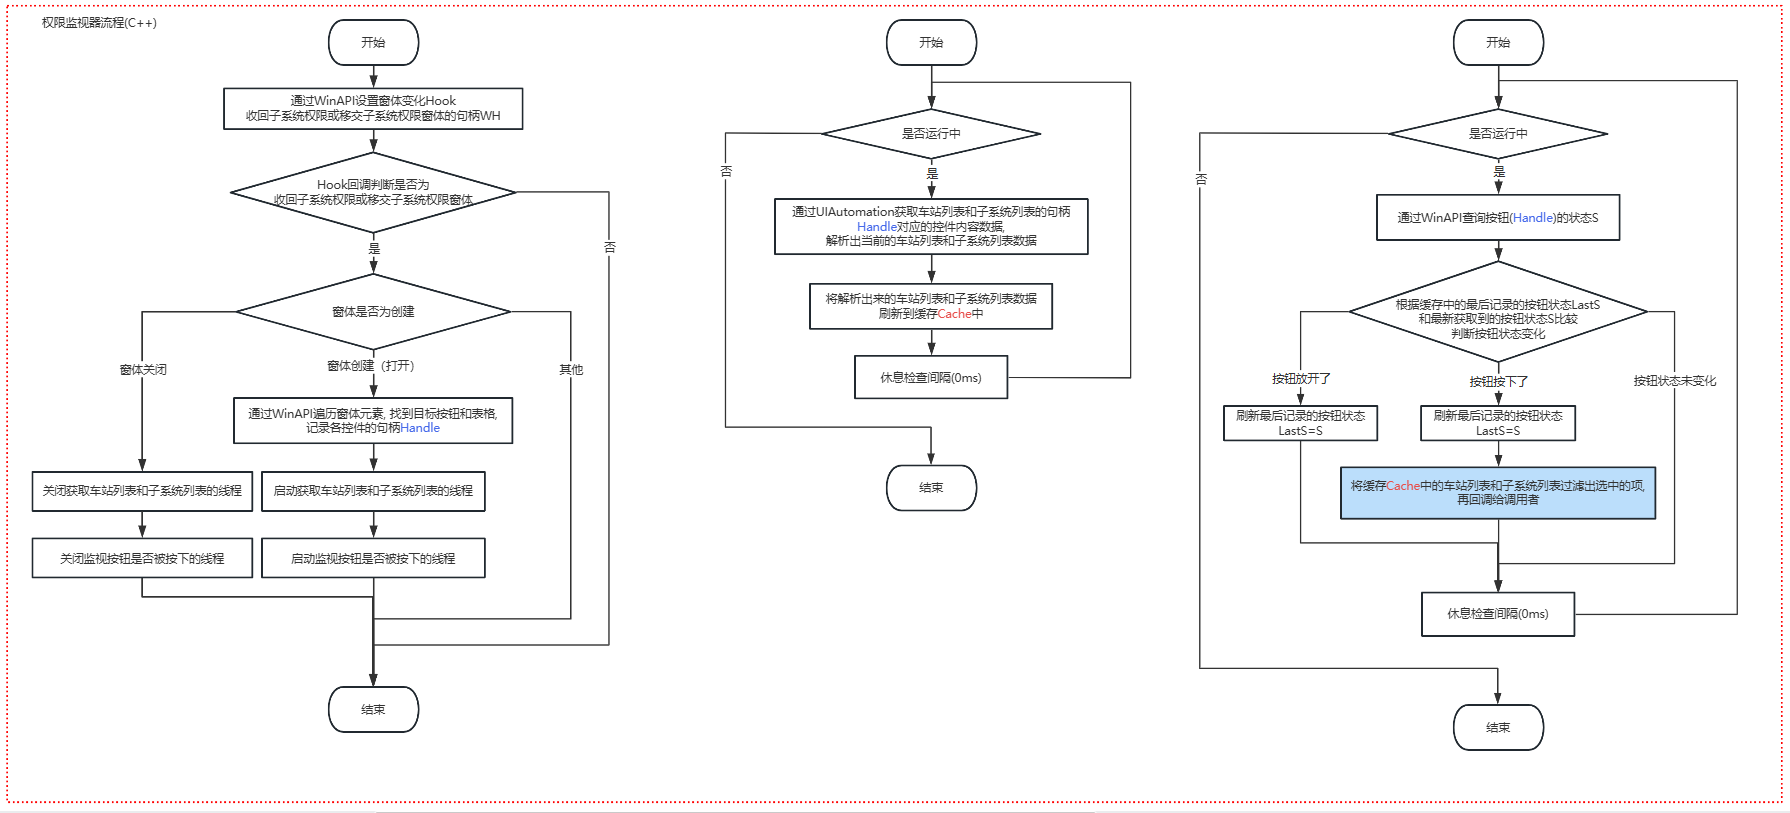 权限监视器流程(C++)
开始
通过WinAPI设置窗体变化Hook
收回子系统权限或移交子系统权限窗体的句柄WH
Hook回调判断是否为
收回子系统权限或移交子系统权限窗体
否
是
窗体是否为创建
窗体关闭
窗体创建（打开）
其他
通过WinAPI遍历窗体元素, 找到目标按钮和表格,
记录各控件的句柄Handle
关闭获取车站列表和子系统列表的线程
启动获取车站列表和子系统列表的线程
关闭监视按钮是否被按下的线程
启动监视按钮是否被按下的线程
结束
开始
是否运行中
否
是
通过UIAutomation获取车站列表和子系统列表的句柄
Handle对应的控件内容数据,
解析出当前的车站列表和子系统列表数据
将解析出来的车站列表和子系统列表数据
刷新到缓存Cache中
休息检查间隔(0ms)
结束
开始
是否运行中
否
是
通过WinAPI查询按钮(Handle)的状态S
根据缓存中的最后记录的按钮状态LastS
和最新获取到的按钮状态S比较
判断按钮状态变化
按钮放开了
按钮按下了
按钮状态未变化
刷新最后记录的按钮状态
LastS=S
刷新最后记录的按钮状态
LastS=S
将缓存Cache中的车站列表和子系统列表过滤出选中的项,
再回调给调用者
休息检查间隔(0ms)
结束